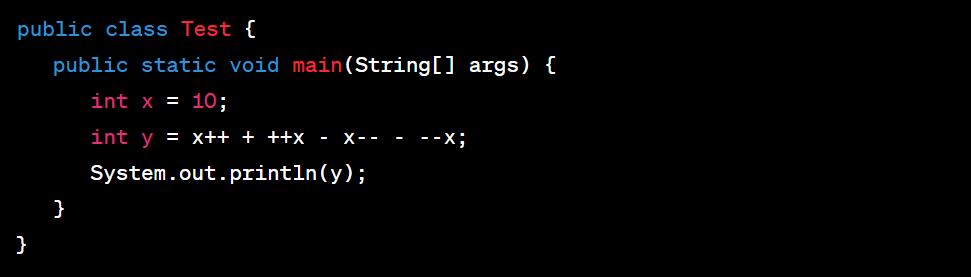 public class Test {
public static void main(String[] args) {
int x = 10;
int y = x++ + ++x - x-- - --x;
System.out.println(y);
}
}